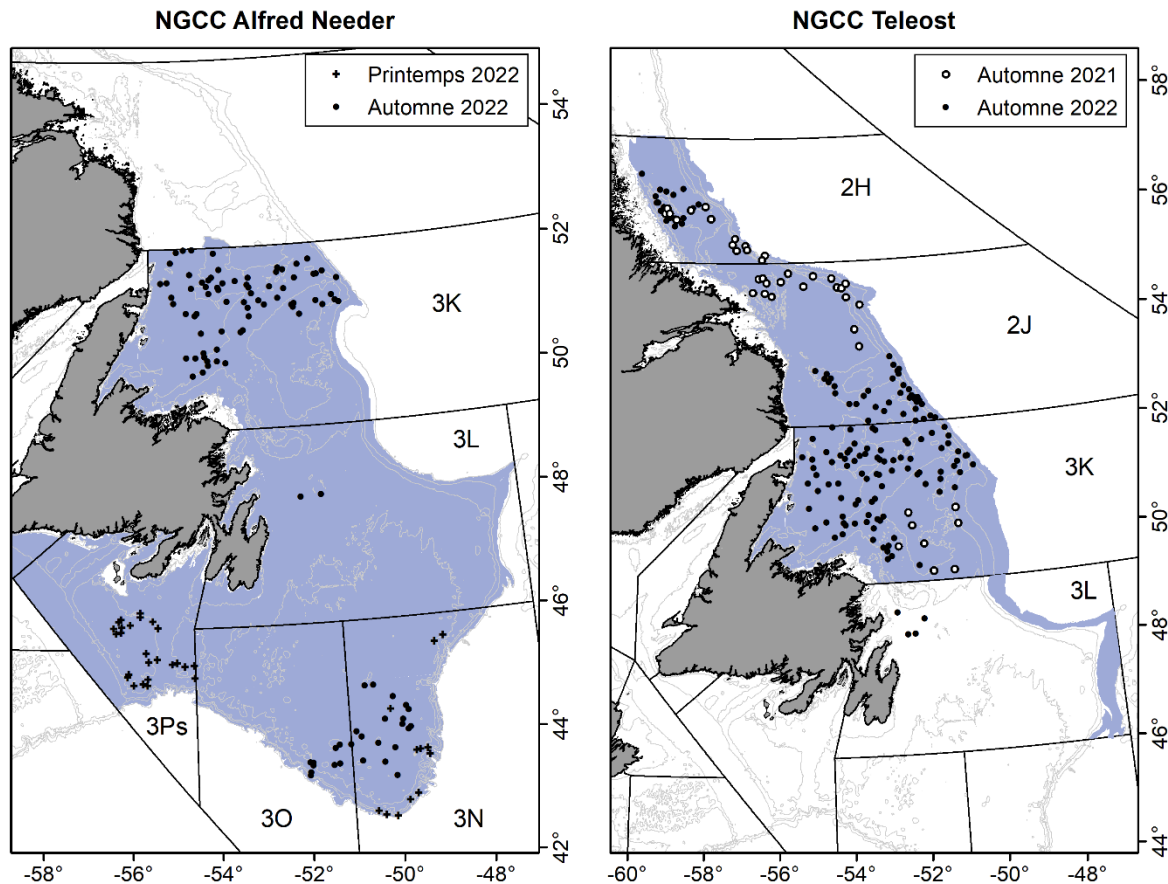 NGCC Alfred Needer
Printemps 2022
Automne 2022
54°
52°
50°
48°
46°
44°
42°
3K
3L
3Ps
3O
3N
-58°
-56°
-54°
-52°
-50°
-48°
NGCC Teleost
Automne 2021
Automne 2022
58°
56°
54°
52°
50°
48°
46°
44°
2H
2J
3K
3L
-60°
-58°
-56°
-54°
-52°
-50°
-48°